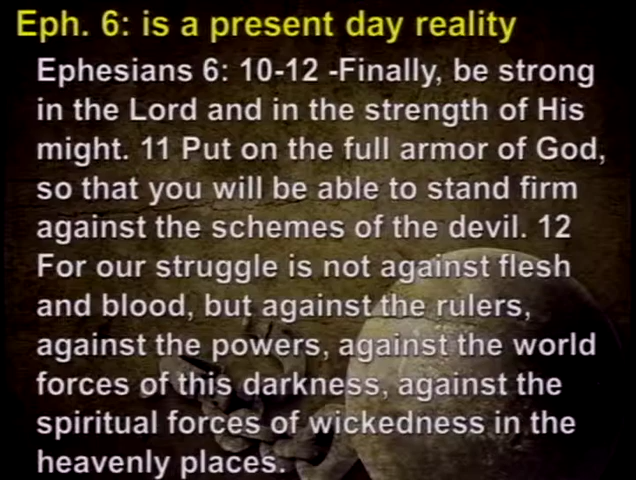 Eph. 6: is a present day reality
Ephesians 6: 10-12 -Finally, be strong
in the Lord and in the strength of His
might. 11 Put on the full armor of God,
so that you will be able to stand firm
against the schemes of the devil. 12
For our struggle is not against flesh
and blood, but against the rulers,
against the powers, against the world
forces of this darkness, against the
spiritual forces of wickedness in the
heavenly places.